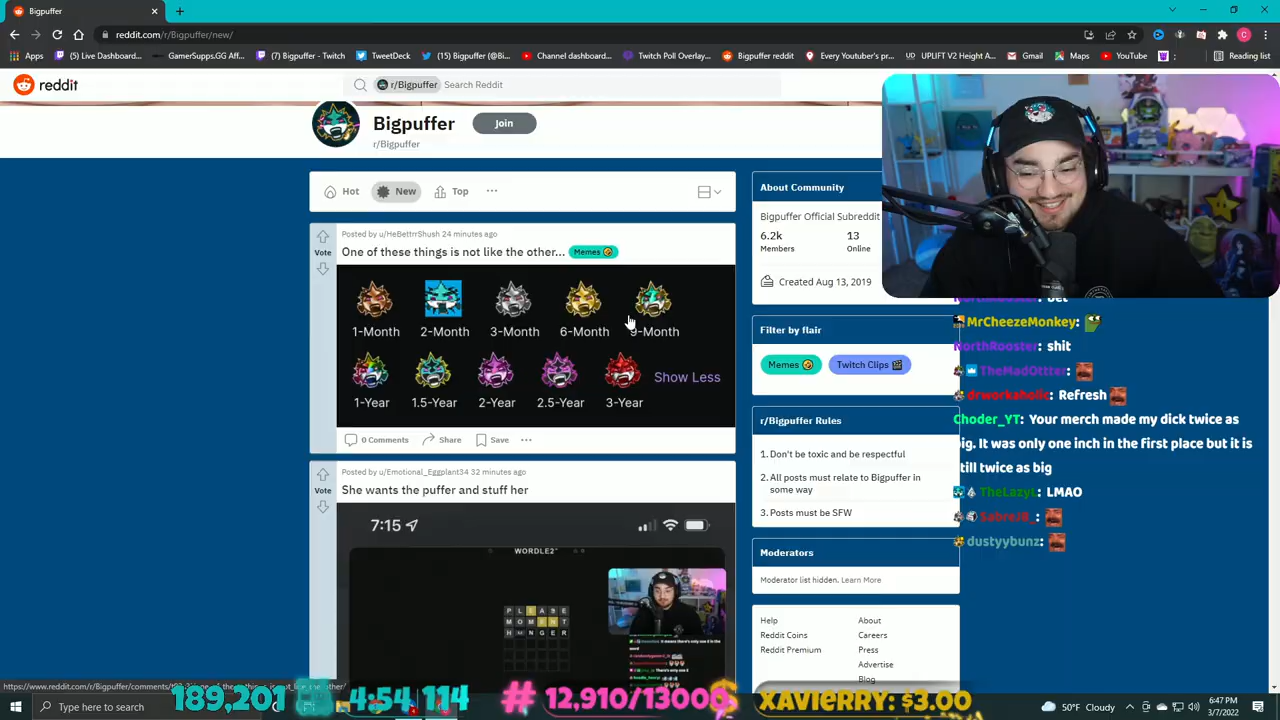 Bigpuffer
reddit.com/r/Bigpuffer/new/
Apps
(5) Live Dashboard...
GamerSupps.GG Aff...
(7) Bigpuffer - Twitch
TweetDeck
(15) Bigpuffer (@Bi...
Channel dashboard...
Twitch Poll Overlay...
Bigpuffer reddit
Every Youtube's pr...
UPLIFT V2 Height A...
Gmail
YouTube
Maps
Reading list
reddit
r/Bigpuffer
Search Reddit
Bigpuffer
Join
r/Bigpuffer
Hot
New
Top
Posted by u/HeBettrrShush 24 minutes ago
Vote
One of these things is not like the other...
Memes
1-Month
2-Month
3-Month
6-Month
9-Month
1-Year
1.5-Year
2-Year
2.5-Year
3-Year
Show Less
0 Comments
Share
Save
Posted by u/Emotional_Eggplant34 32 minutes ago
Vote
She wants the puffer and stuff her
7:15
WORDLE2
PLEASE
MOMENT
HUNGER
About Community
Bigpuffer Official Subreddit
6.2k
Members
13
Online
Created Aug 13, 2019
Filter by flair
Memes
Twitch Clips
r/Bigpuffer Rules
1. Don't be toxic and be respectful
2. All posts must relate to Bigpuffer in
some way
3. Posts must be SFW
Moderators
Moderator list hidden. Learn More
Help
Reddit Coins
Reddit Premium
About
Careers
Press
Advertise
Blog
MrCheezeMonkey:
NorthRooster: shit
TheMadOttter:
drworkaholic: Refresh
Choder_YT: Your merch made my dick twice as
big. It was only one inch in the first place but it is
still twice as big
TheLazyL: LMAO
SabreJB_:
dustyybunz:
189,201
4:54
114
# 12,910/13000
XAVIERRY: $3.00
Type here to search
50°F Cloudy
6:47 PM
3/7/2022